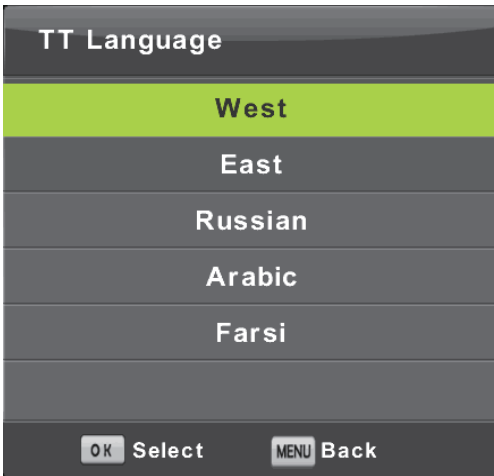 TT Language
West
East
Russian
Arabic
Farsi
OK Select MENU Back